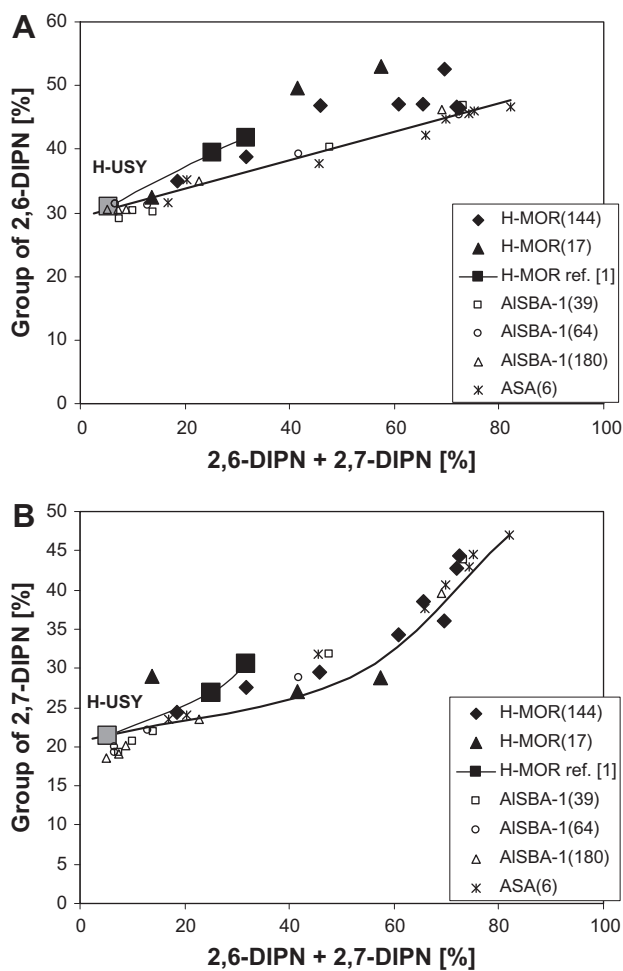 A
Group of 2,6-DIPN [%]
60
50
40
30
20
10
0
H-USY
H-MOR(144)
H-MOR(17)
H-MOR ref. [1]
AlSBA-1(39)
AlSBA-1(64)
AlSBA-1(180)
ASA(6)
0 20 40 60 80 100
2,6-DIPN + 2,7-DIPN [%]
B
Group of 2,7-DIPN [%]
50
45
40
35
30
25
20
15
10
5
0
H-USY
H-MOR(144)
H-MOR(17)
H-MOR ref. [1]
AlSBA-1(39)
AlSBA-1(64)
AlSBA-1(180)
ASA(6)
0 20 40 60 80 100
2,6-DIPN + 2,7-DIPN [%]